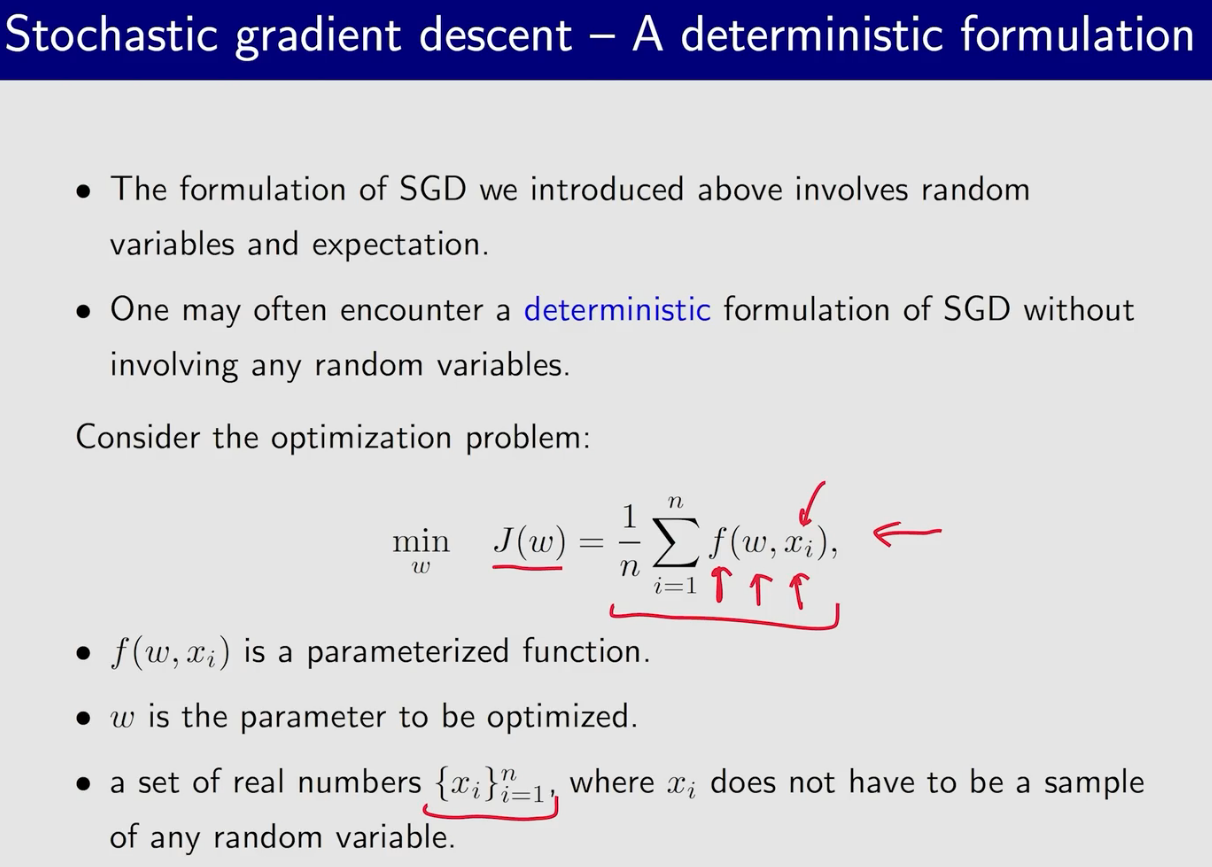 Stochastic gradient descent – A deterministic formulation
• The formulation of SGD we introduced above involves random
variables and expectation.
• One may often encounter a deterministic formulation of SGD without
involving any random variables.
Consider the optimization problem:
min_w J(w) = \frac{1}{n} \sum_{i=1}^{n} f(w, x_i),
• f(w, x_i) is a parameterized function.
• w is the parameter to be optimized.
• a set of real numbers {x_i}_{i=1}^{n}, where x_i does not have to be a sample
of any random variable.